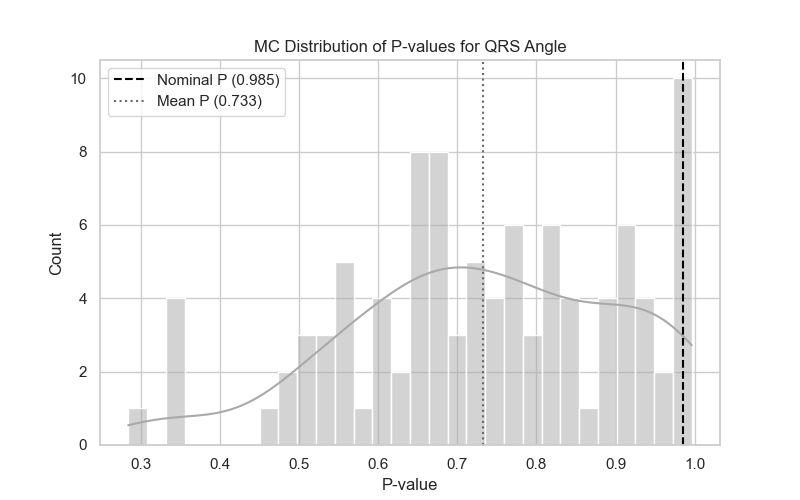 MC Distribution of P-values for QRS Angle
Nominal P (0.985)
Mean P (0.733)
Count
10
8
6
4
2
0
0.3 0.4 0.5 0.6 0.7 0.8 0.9 1.0
P-value